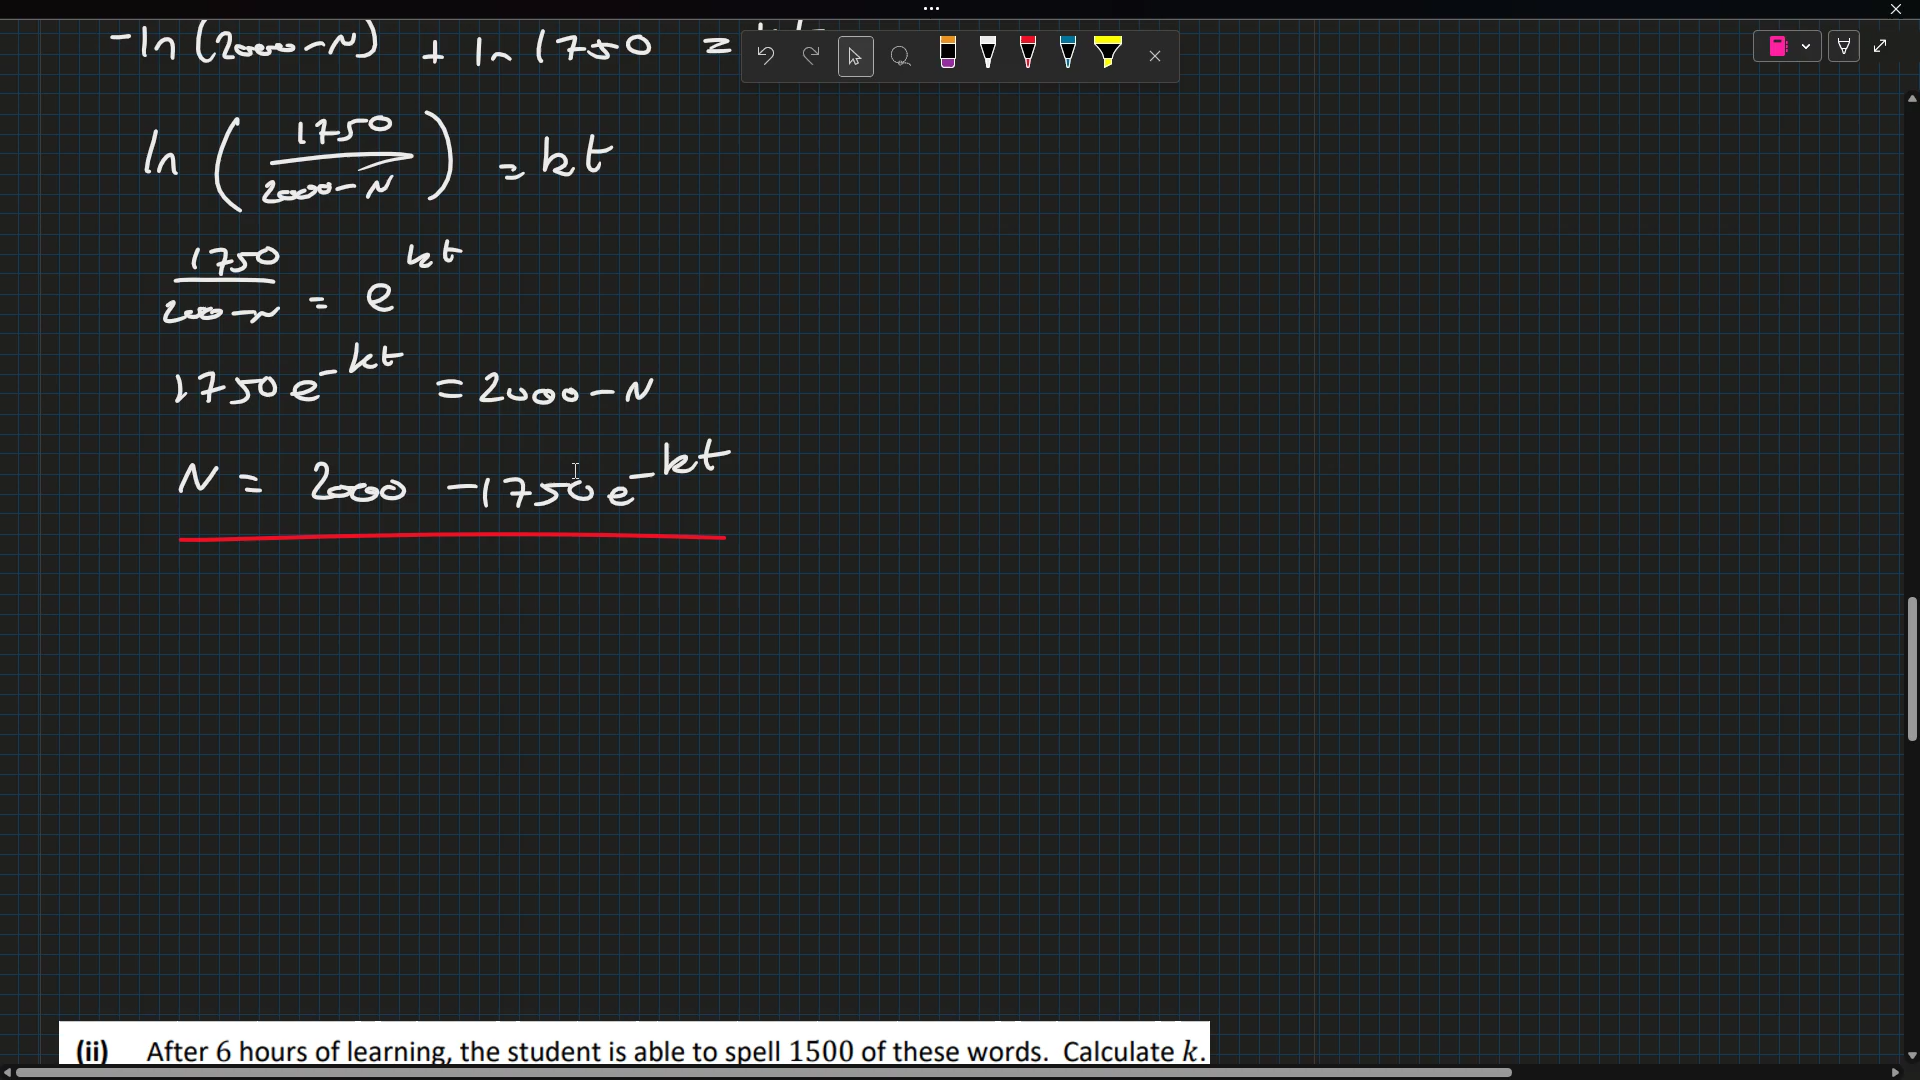 -ln (2000-N) + ln 1750 =
ln (1750/2000-N) = kt
1750/200-N = e^kt
1750e^-kt = 2000-N
N = 2000 -1750e^-kt
(ii) After 6 hours of learning, the student is able to spell 1500 of these words. Calculate k.